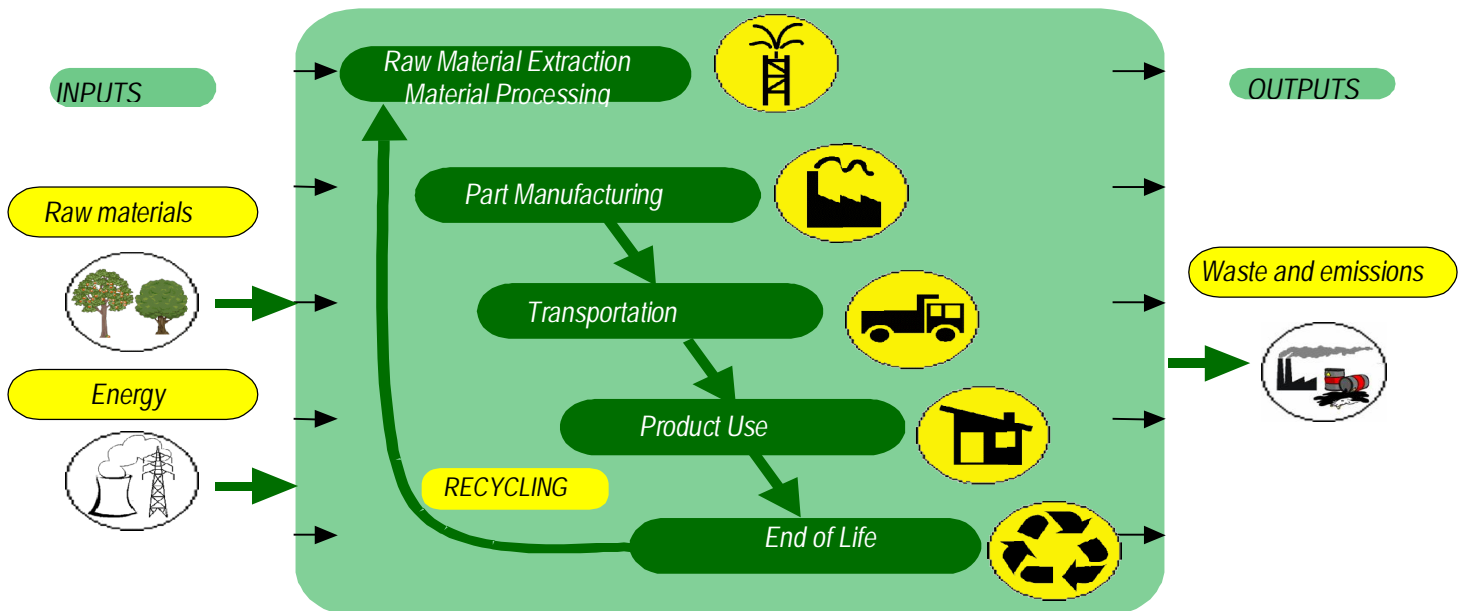 INPUTS
Raw materials
Energy
Raw Material Extraction
Material Processing
Part Manufacturing
Transportation
Product Use
RECYCLING
End of Life
OUTPUTS
Waste and emissions